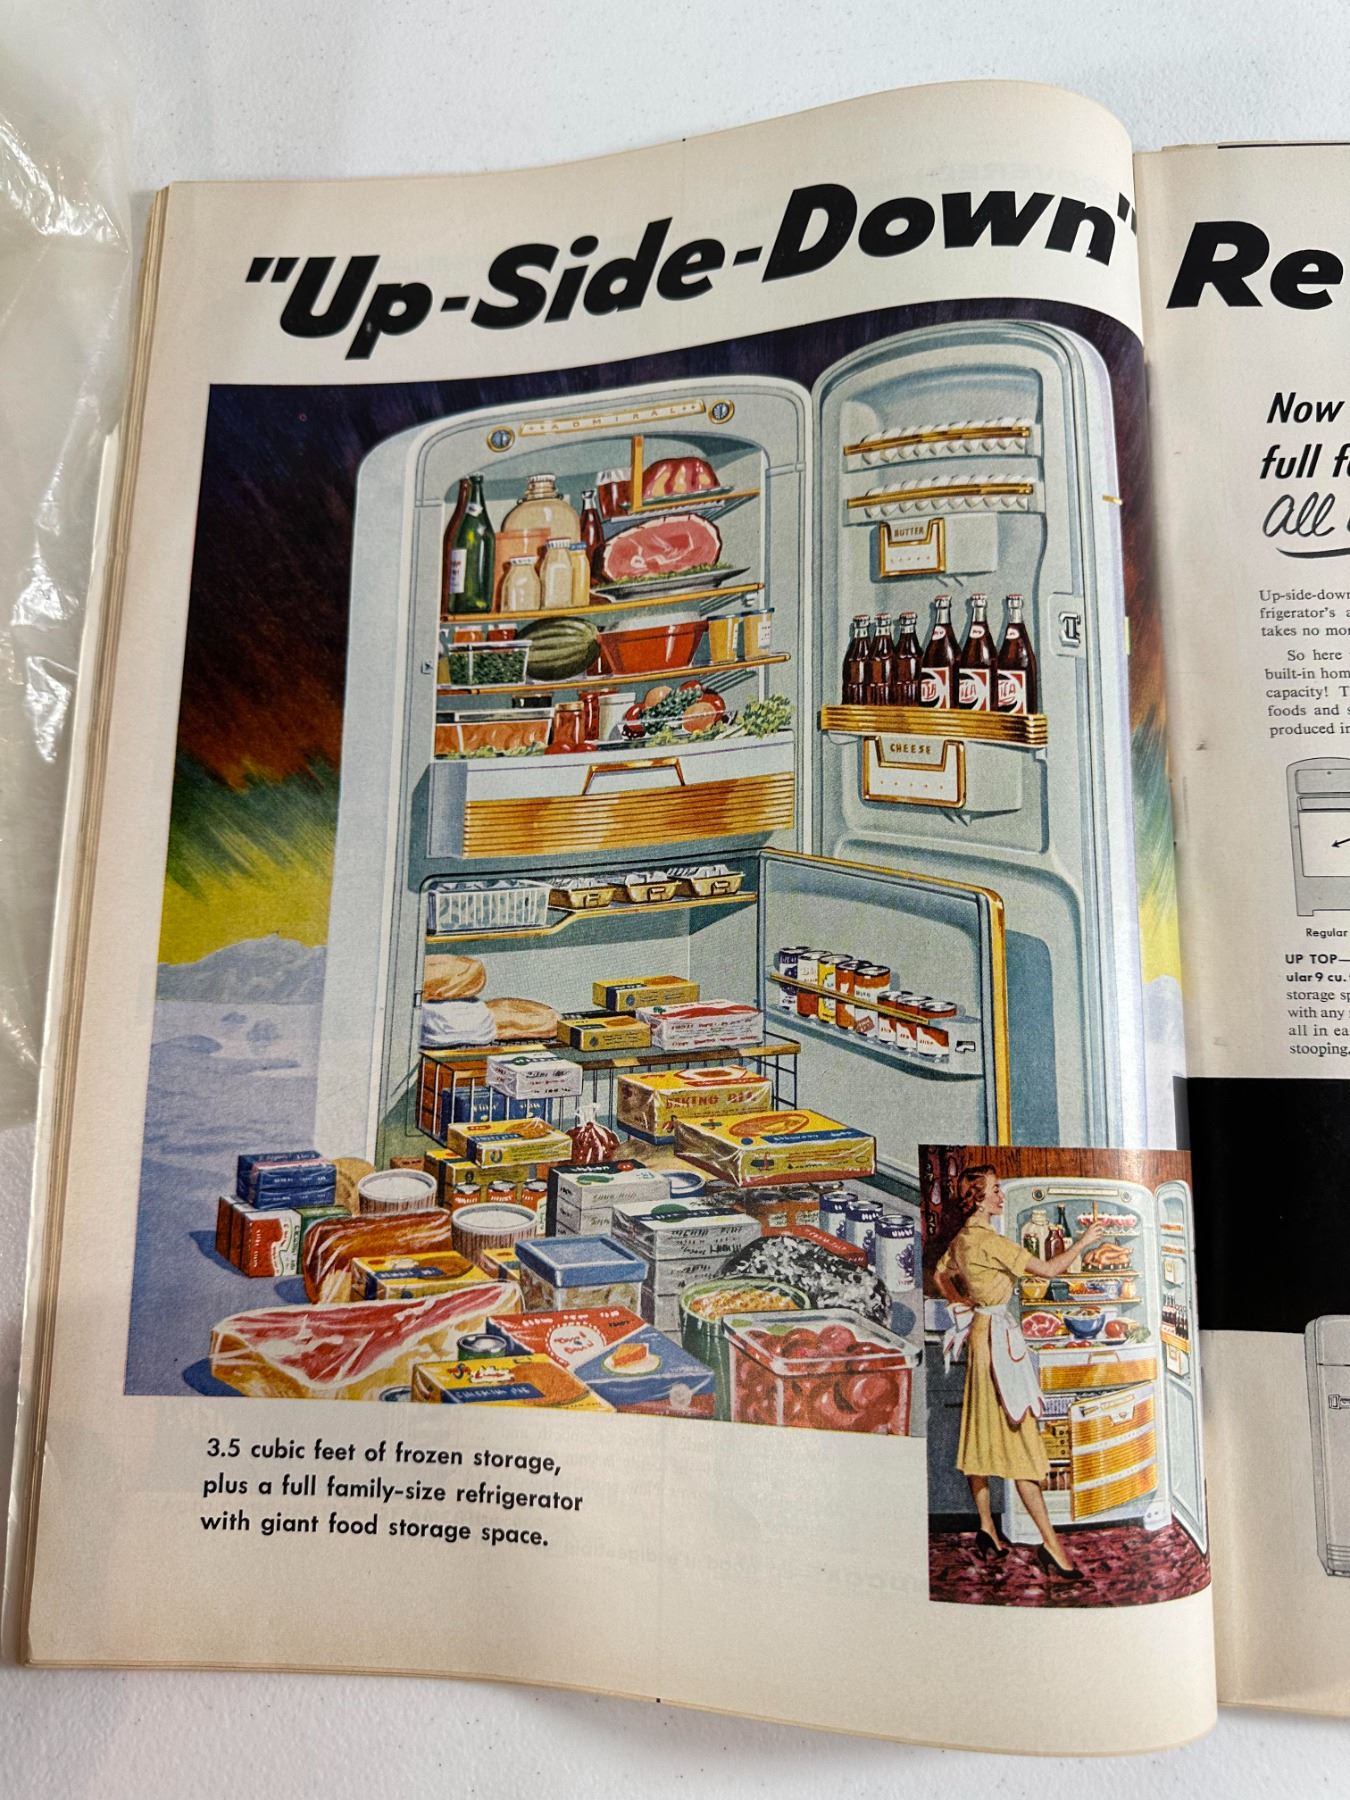 "Up-Side-Down" Re
ADMIRAL
BUTTER
CHEESE
BAKING
CHICKEN PIE
3.5 cubic feet of frozen storage,
plus a full family-size refrigerator
with giant food storage space.
Now
full f
All
Up-side-down
frigerator's a
takes no mor
So here
built-in hom
capacity! T
foods and s
produced in
Regular
UP TOP—
ular 9 cu.
storage sp
with any
all in ea
stooping.